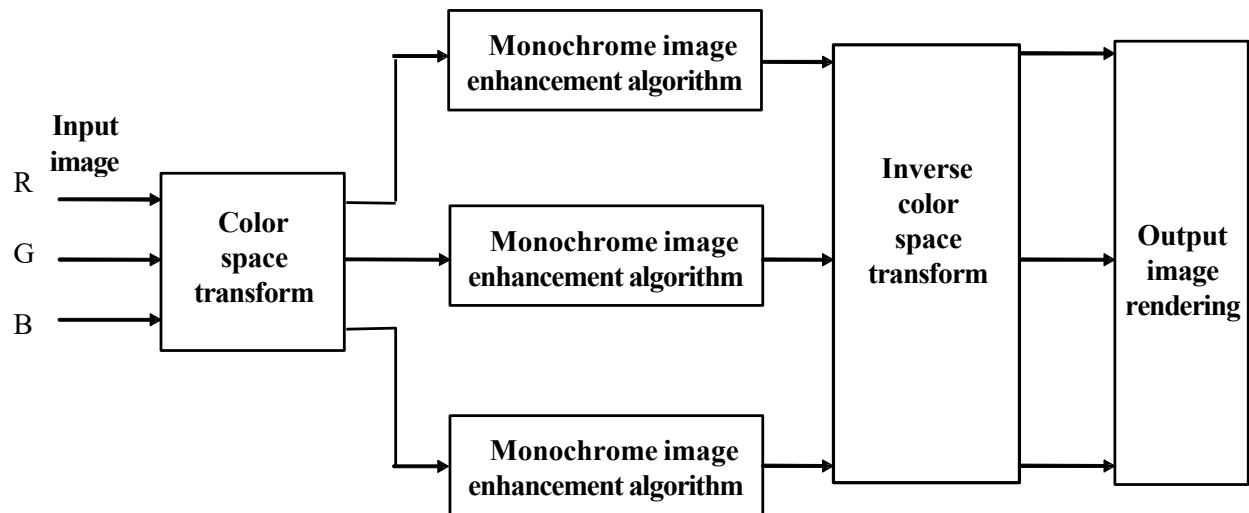 Input
image
R
G
B
Color
space
transform
Monochrome image
enhancement algorithm
Monochrome image
enhancement algorithm
Monochrome image
enhancement algorithm
Inverse
color
space
transform
Output
image
rendering